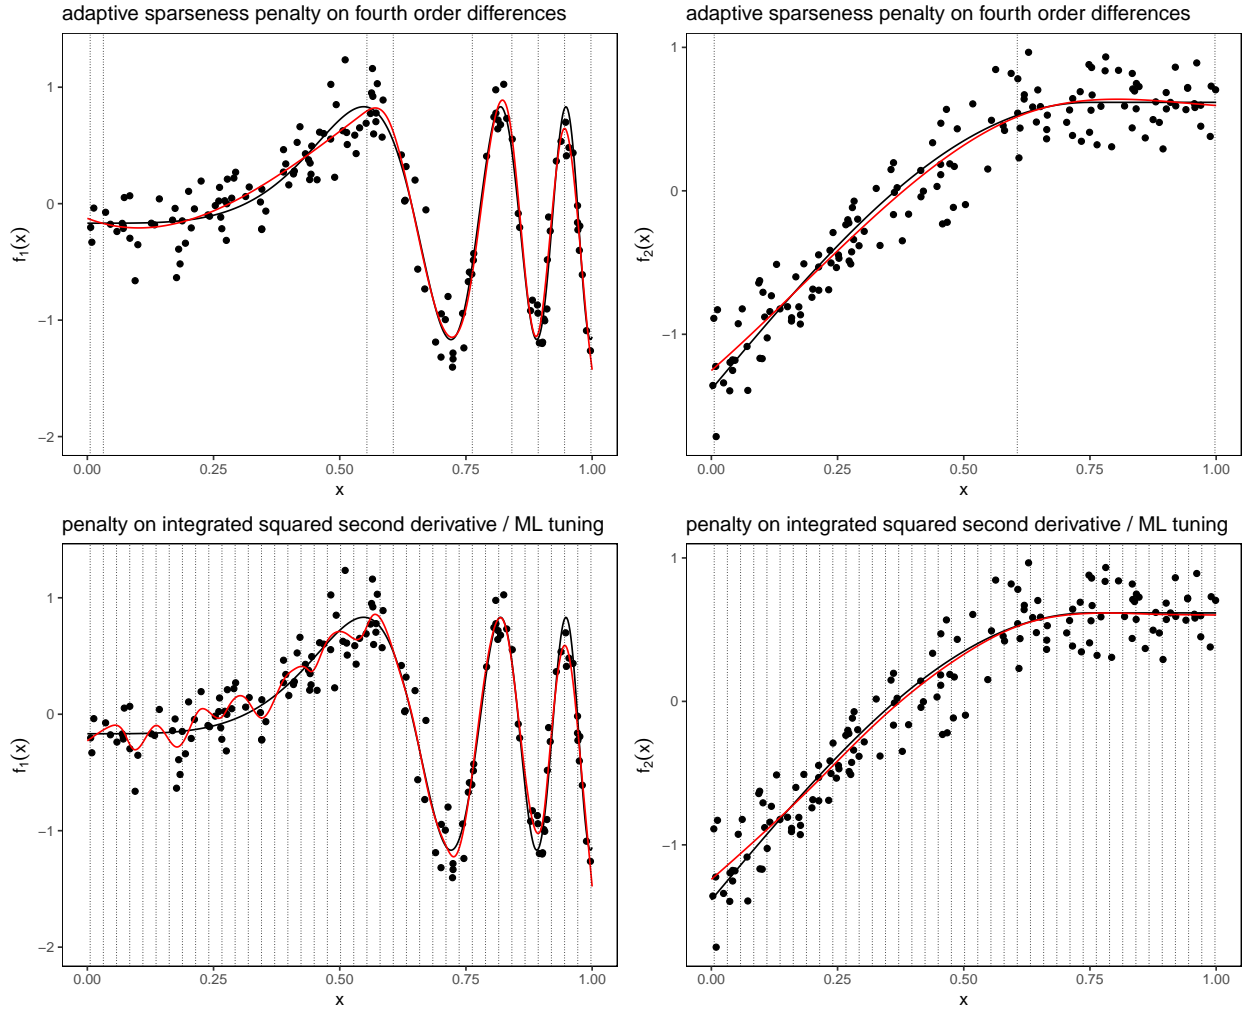 adaptive sparseness penalty on fourth order differences
1
0
−1
−2
f₁(x)
0.00 0.25 0.50 0.75 1.00
x
adaptive sparseness penalty on fourth order differences
1
0
−1
f₂(x)
0.00 0.25 0.50 0.75 1.00
x
penalty on integrated squared second derivative / ML tuning
1
0
−1
−2
f₁(x)
0.00 0.25 0.50 0.75 1.00
x
penalty on integrated squared second derivative / ML tuning
1
0
−1
f₂(x)
0.00 0.25 0.50 0.75 1.00
x